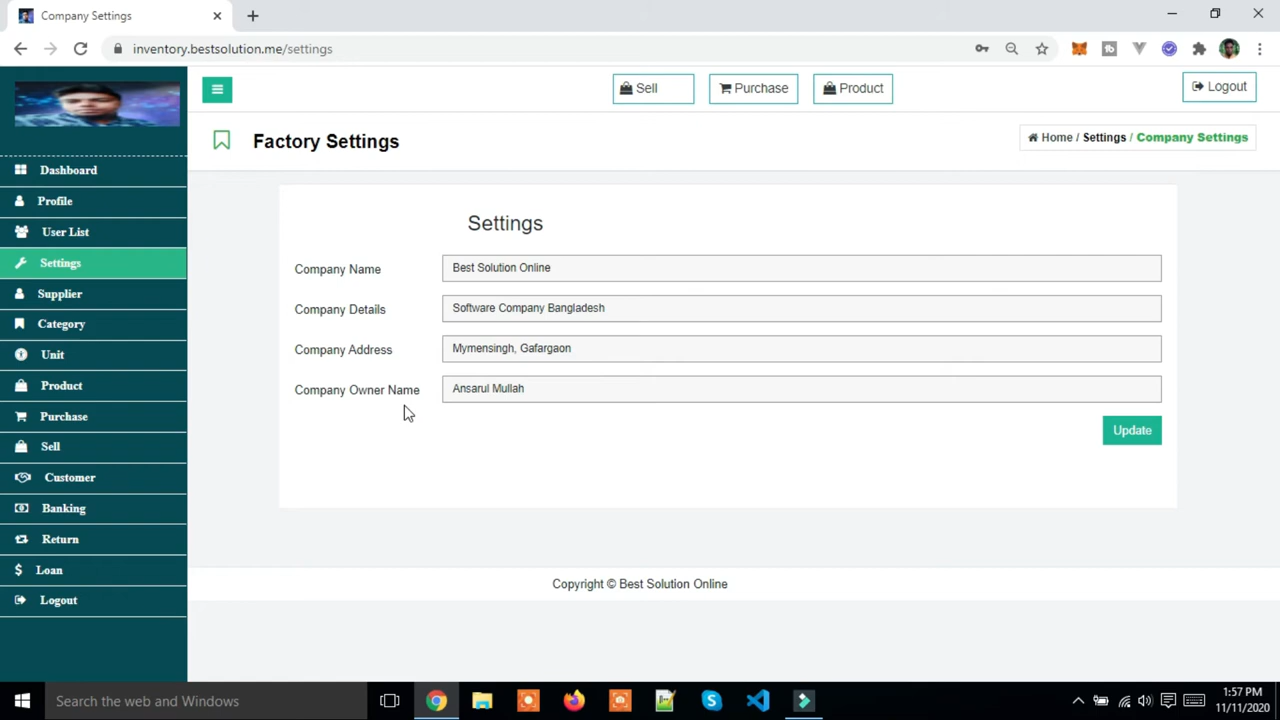 Company Settings
inventory.bestsolution.me/settings
Sell
Purchase
Product
Logout
Factory Settings
Home / Settings / Company Settings
Dashboard
Profile
User List
Settings
Supplier
Category
Unit
Product
Purchase
Sell
Customer
Banking
Return
Loan
Logout
Settings
Company Name Best Solution Online
Company Details Software Company Bangladesh
Company Address Mymensingh, Gafargaon
Company Owner Name Ansarul Mullah
Update
Copyright © Best Solution Online
Search the web and Windows
1:57 PM
11/11/2020